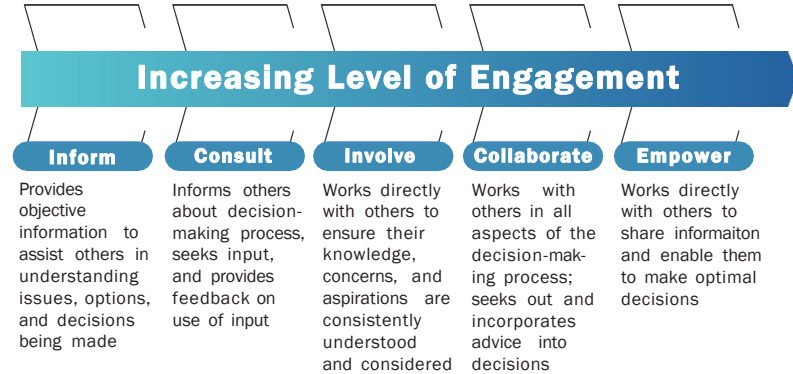 Increasing Level of Engagement
Inform
Provides
objective
information to
assist others in
understanding
issues, options,
and decisions
being made
Consult
Informs others
about decision-
making process,
seeks input,
and provides
feedback on
use of input
Involve
Works directly
with others to
ensure their
knowledge,
concerns, and
aspirations are
consistently
understood
and considered
Collaborate
Works with
others in all
aspects of the
decision-mak-
ing process;
seeks out and
incorporates
advice into
decisions
Empower
Works directly
with others to
share informaiton
and enable them
to make optimal
decisions